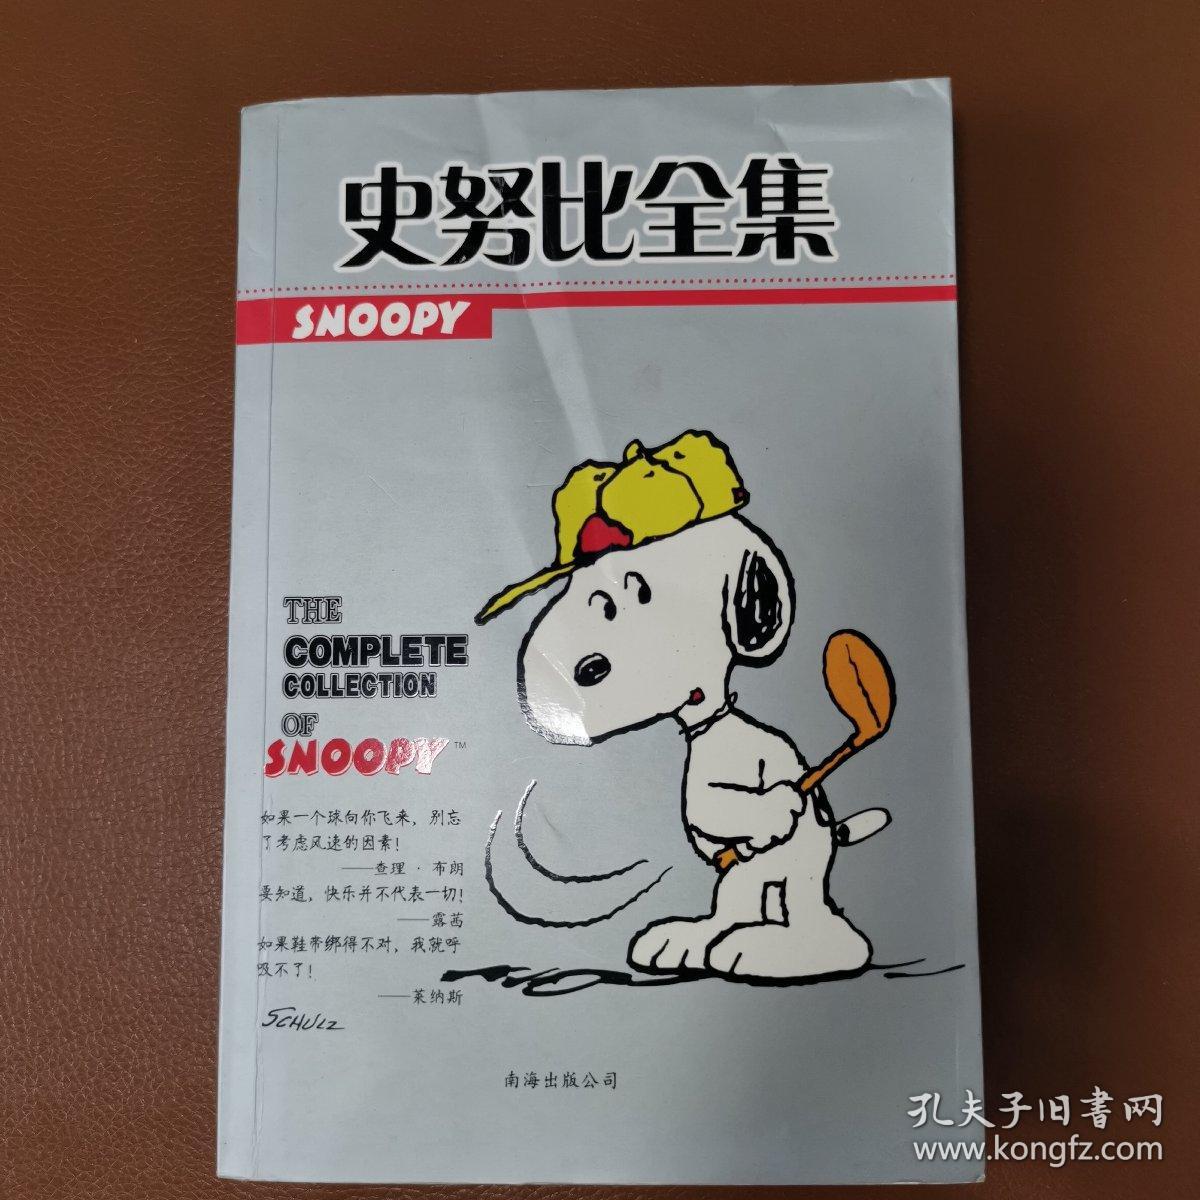 史努比全集
SNOOPY
THE
COMPLETE
COLLECTION
OF
SNOOPY™
如果一个球向你飞来，别忘
了考虑风速的因素！
——查理·布朗
要知道，快乐并不代表一切！
——露茜
如果鞋带绑得不对，我就呼
吸不了！
——莱纳斯
SCHULZ
南海出版公司
孔夫子旧書网
www.kongfz.com